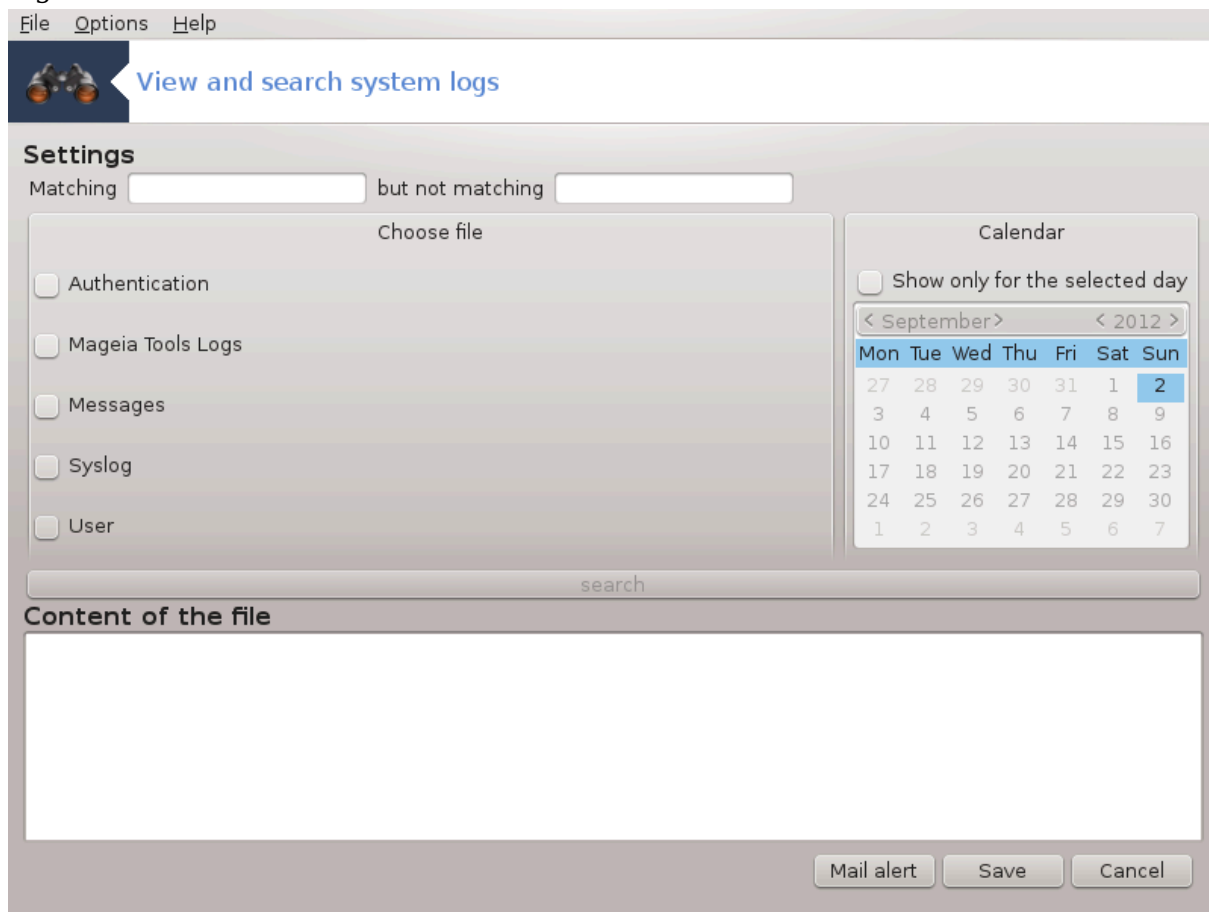 File Options Help
View and search system logs
Settings
Matching but not matching
Choose file
Authentication
Mageia Tools Logs
Messages
Syslog
User
Calendar
Show only for the selected day
< September > < 2012 >
Mon Tue Wed Thu Fri Sat Sun
27 28 29 30 31 1 2
3 4 5 6 7 8 9
10 11 12 13 14 15 16
17 18 19 20 21 22 23
24 25 26 27 28 29 30
1 2 3 4 5 6 7
search
Content of the file
Mail alert Save Cancel